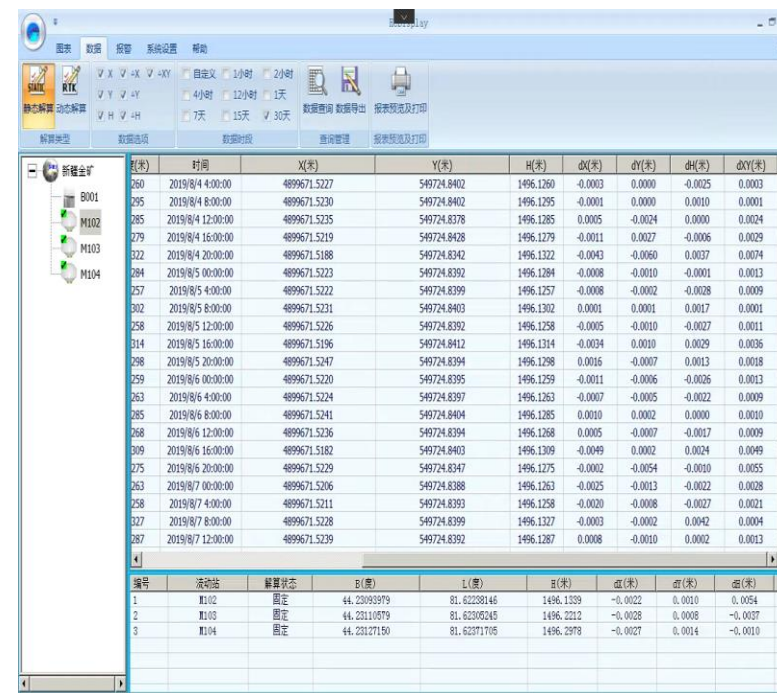 图表 数据 报警 系统设置 帮助
STATIC RTK √X √△X √△XY 自定义 1小时 2小时
静态解算 动态解算 √Y √△Y 4小时 12小时 1天 数据查询 数据导出 报表预览及打印
√H √△H 7天 15天 √30天
解算类型 数据选项 数据时段 查询管理 报表预览及打印
新疆金矿
B001
M102
M103
M104
(米) 时间 X(米) Y(米) H(米) dX(米) dY(米) dH(米) dXY(米)
260 2019/8/4 4:00:00 4899671.5227 549724.8402 1496.1260 -0.0003 0.0000 -0.0025 0.0003
295 2019/8/4 8:00:00 4899671.5230 549724.8402 1496.1295 -0.0001 0.0000 0.0010 0.0001
285 2019/8/4 12:00:00 4899671.5235 549724.8378 1496.1285 0.0005 -0.0024 0.0000 0.0024
279 2019/8/4 16:00:00 4899671.5219 549724.8428 1496.1279 -0.0011 0.0027 -0.0006 0.0029
322 2019/8/4 20:00:00 4899671.5188 549724.8342 1496.1322 -0.0043 -0.0060 0.0037 0.0074
284 2019/8/5 00:00:00 4899671.5223 549724.8392 1496.1284 -0.0008 -0.0010 -0.0001 0.0013
257 2019/8/5 4:00:00 4899671.5222 549724.8399 1496.1257 -0.0008 -0.0002 -0.0028 0.0009
302 2019/8/5 8:00:00 4899671.5231 549724.8403 1496.1302 0.0001 0.0001 0.0017 0.0001
258 2019/8/5 12:00:00 4899671.5226 549724.8392 1496.1258 -0.0005 -0.0010 -0.0027 0.0011
314 2019/8/5 16:00:00 4899671.5196 549724.8412 1496.1314 -0.0034 0.0010 0.0029 0.0036
298 2019/8/5 20:00:00 4899671.5247 549724.8394 1496.1298 0.0016 -0.0007 0.0013 0.0018
259 2019/8/6 00:00:00 4899671.5220 549724.8395 1496.1259 -0.0011 -0.0006 -0.0026 0.0013
263 2019/8/6 4:00:00 4899671.5224 549724.8397 1496.1263 -0.0007 -0.0005 -0.0022 0.0009
285 2019/8/6 8:00:00 4899671.5241 549724.8404 1496.1285 0.0010 0.0002 0.0000 0.0010
268 2019/8/6 12:00:00 4899671.5236 549724.8394 1496.1268 0.0005 -0.0007 -0.0017 0.0009
309 2019/8/6 16:00:00 4899671.5182 549724.8403 1496.1309 -0.0049 0.0002 0.0024 0.0049
275 2019/8/6 20:00:00 4899671.5229 549724.8347 1496.1275 -0.0002 -0.0054 -0.0010 0.0055
263 2019/8/7 00:00:00 4899671.5206 549724.8388 1496.1263 -0.0025 -0.0013 -0.0022 0.0028
258 2019/8/7 4:00:00 4899671.5211 549724.8393 1496.1258 -0.0020 -0.0008 -0.0027 0.0021
327 2019/8/7 8:00:00 4899671.5228 549724.8399 1496.1327 -0.0003 -0.0002 0.0042 0.0004
287 2019/8/7 12:00:00 4899671.5239 549724.8392 1496.1287 0.0008 -0.0010 0.0002 0.0013
编号 流动站 解算状态 B(度) L(度) H(米) dX(米) dY(米) dH(米)
1 M102 固定 44.23093979 81.62238146 1496.1339 -0.0022 0.0010 0.0054
2 M103 固定 44.23110579 81.62305245 1496.2212 -0.0028 0.0008 -0.0037
3 M104 固定 44.23127150 81.62371705 1496.2978 -0.0027 0.0014 -0.0010